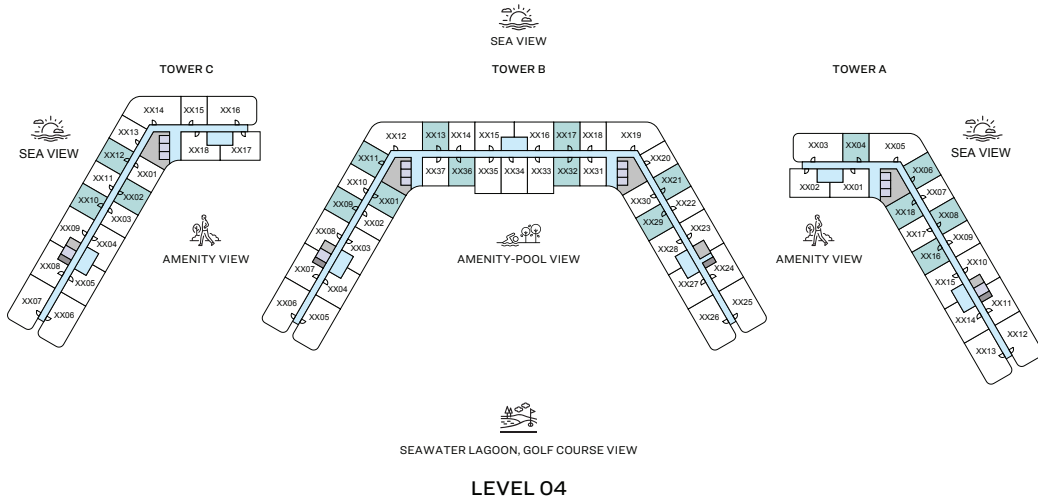 SEA VIEW
TOWER C
TOWER B
TOWER A
XX14
XX15
XX16
XX13
XX18
XX17
XX12
XX01
XX11
XX02
XX10
XX03
XX09
XX04
XX08
XX05
XX07
XX06
SEA VIEW
AMENITY VIEW
XX12
XX13
XX14
XX15
XX16
XX17
XX18
XX19
XX11
XX37
XX36
XX35
XX34
XX33
XX32
XX31
XX20
XX10
XX01
XX30
XX21
XX09
XX02
XX29
XX22
XX08
XX03
XX28
XX23
XX07
XX04
XX27
XX24
XX06
XX05
XX26
XX25
AMENITY-POOL VIEW
XX03
XX04
XX05
XX02
XX01
XX06
XX07
XX18
XX08
XX17
XX09
XX16
XX10
XX15
XX11
XX14
XX12
XX13
SEA VIEW
AMENITY VIEW
SEAWATER LAGOON, GOLF COURSE VIEW
LEVEL 04